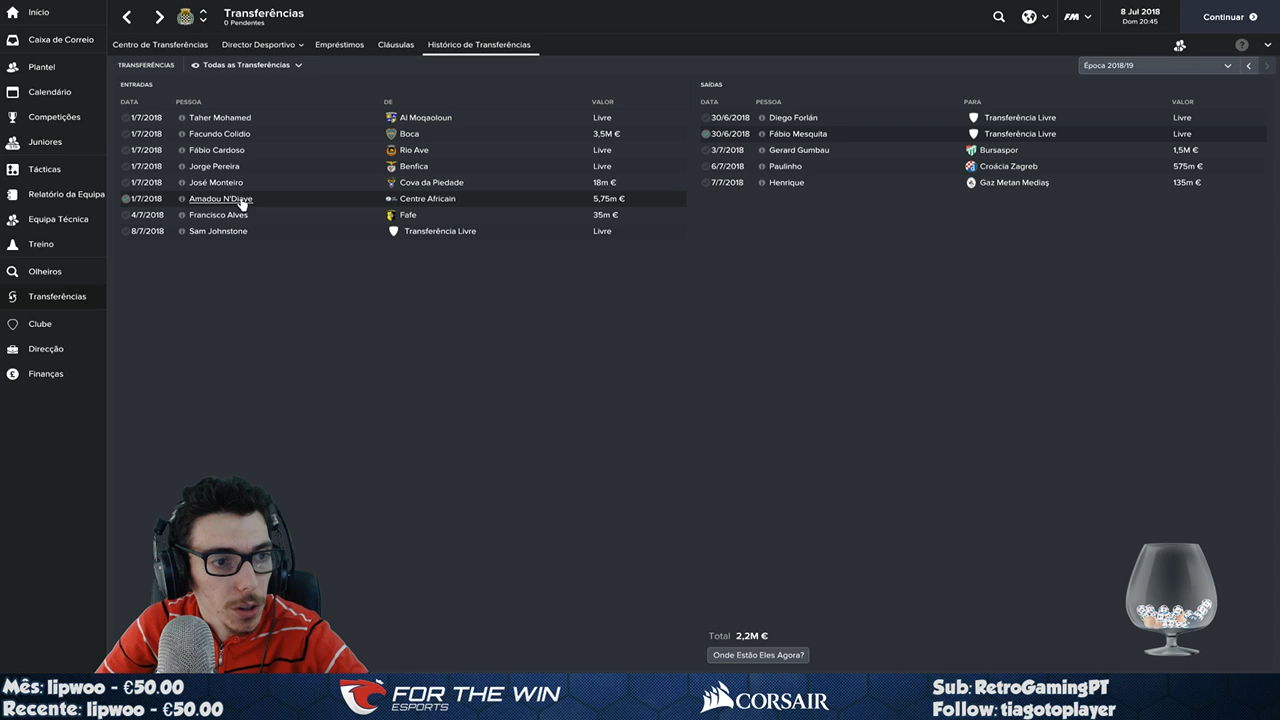 Início
Caixa de Correio
Plantel
Calendário
Competições
Juniores
Tácticas
Relatório da Equipa
Equipa Técnica
Treino
Olheiros
Transferências
Clube
Direcção
Finanças
Transferências
0 Pendentes
FM
8 Jul 2018
Dom 20:45
Continuar
Centro de Transferências Director Desportivo Empréstimos Cláusulas Histórico de Transferências
TRANSFERÊNCIAS Todas as Transferências Época 2018/19
ENTRADAS
DATA PESSOA DE VALOR
1/7/2018 Taher Mohamed Al Moqaoloun Livre
1/7/2018 Facundo Colidio Boca 3,5M €
1/7/2018 Fábio Cardoso Rio Ave Livre
1/7/2018 Jorge Pereira Benfica Livre
1/7/2018 José Monteiro Cova da Piedade 18m €
1/7/2018 Amadou N'Diaye Centre Africain 5,75m €
4/7/2018 Francisco Alves Fafe 35m €
8/7/2018 Sam Johnstone Transferência Livre Livre
SAÍDAS
DATA PESSOA PARA VALOR
30/6/2018 Diego Forlán Transferência Livre Livre
30/6/2018 Fábio Mesquita Transferência Livre Livre
3/7/2018 Gerard Gumbau Bursaspor 1,5M €
6/7/2018 Paulinho Croácia Zagreb 575m €
7/7/2018 Henrique Gaz Metan Mediaş 135m €
Total 2,2M €
Onde Estão Eles Agora?
Mês: lipwoo - €50.00
Recente: lipwoo - €50.00
FOR THE WIN
ESPORTS
CORSAIR
Sub: RetroGamingPT
Follow: tiagotoplayer